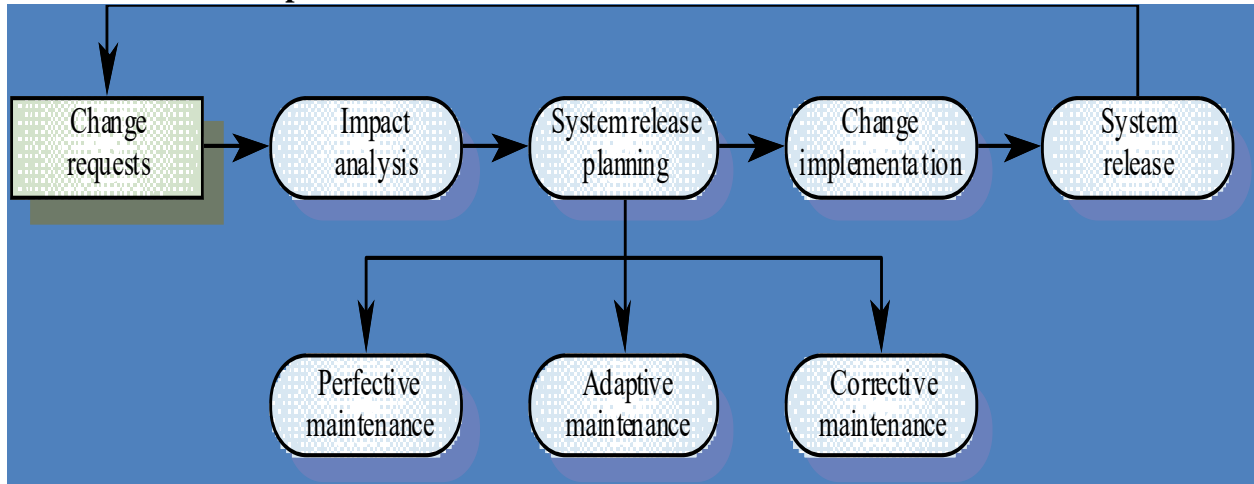 Change
requests
Impact
analysis
System release
planning
Change
implementation
System
release
Perfective
maintenance
Adaptive
maintenance
Corrective
maintenance